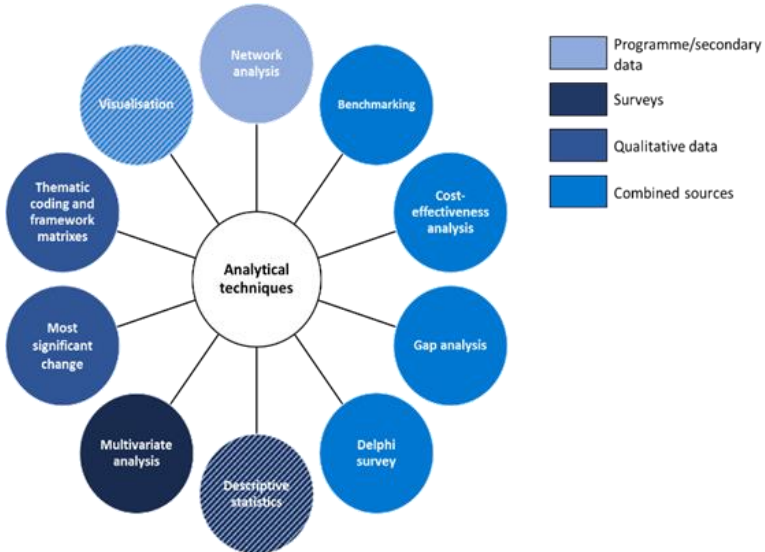 Network
analysis
Visualisation
Benchmarking
Thematic
coding and
framework
matrixes
Cost-
effectiveness
analysis
Analytical
techniques
Most
significant
change
Gap analysis
Multivariate
analysis
Delphi
survey
Descriptive
statistics
Programme/secondary
data
Surveys
Qualitative data
Combined sources